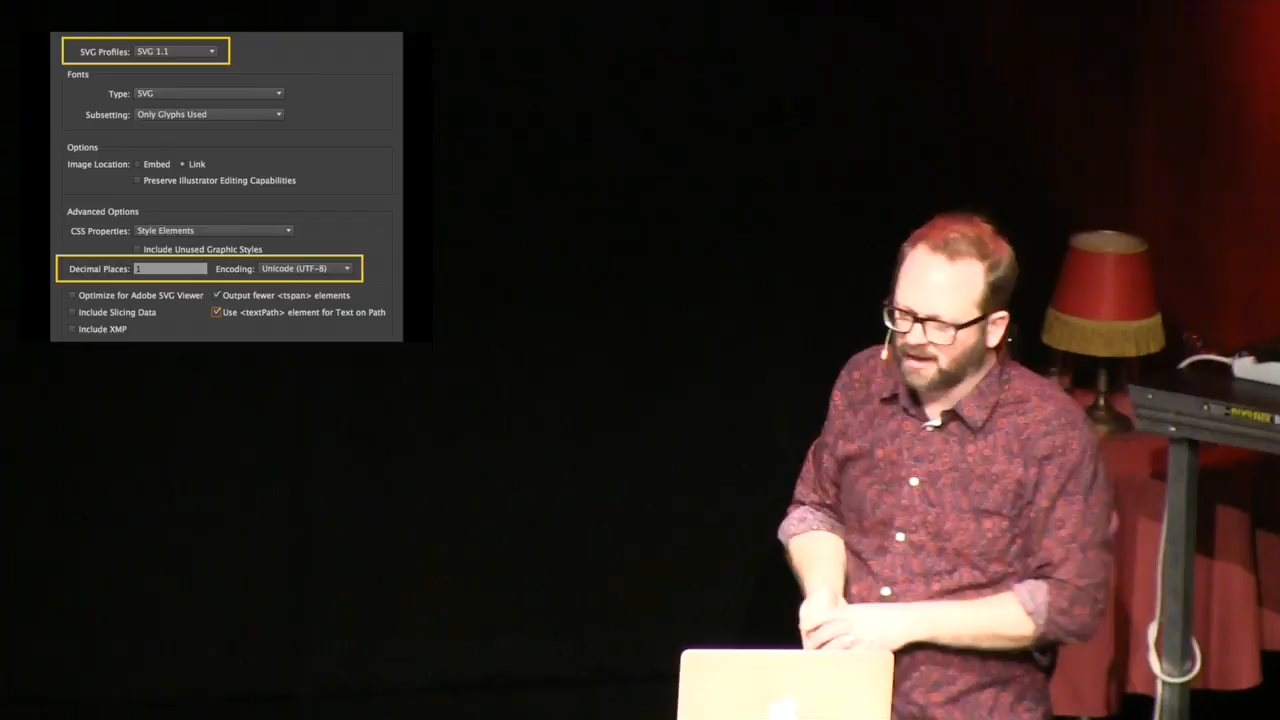 SVG Profiles: SVG 1.1
Fonts
Type: SVG
Subsetting: Only Glyphs Used
Options
Image Location: Embed Link
Preserve Illustrator Editing Capabilities
Advanced Options
CSS Properties: Style Elements
Include Unused Graphic Styles
Decimal Places: 1 Encoding: Unicode (UTF-8)
Optimize for Adobe SVG Viewer Output fewer <tspan> elements
Include Slicing Data Use <textPath> element for Text on Path
Include XMP